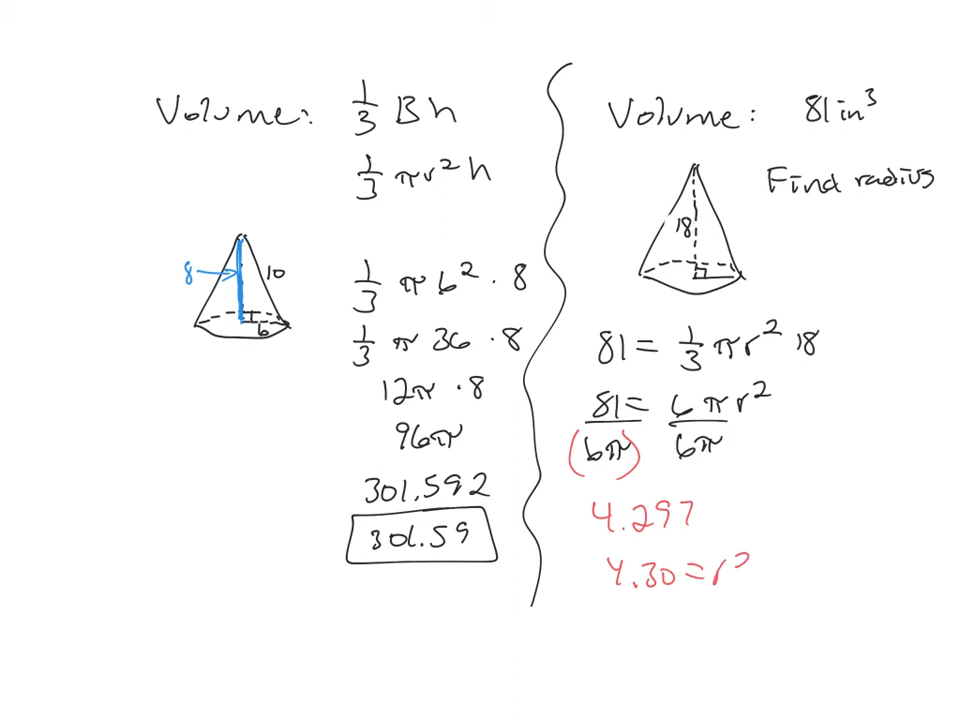 Volume: 1/3 Bh
1/3 πr²h
8
10
6
1/3 π 6² · 8
1/3 π 36 · 8
12π · 8
96π
301.592
301.59
Volume: 81 in³
Find radius
18
81 = 1/3 πr² 18
81 = 6πr²
(6π) 6π
4.297
4.30 = r²